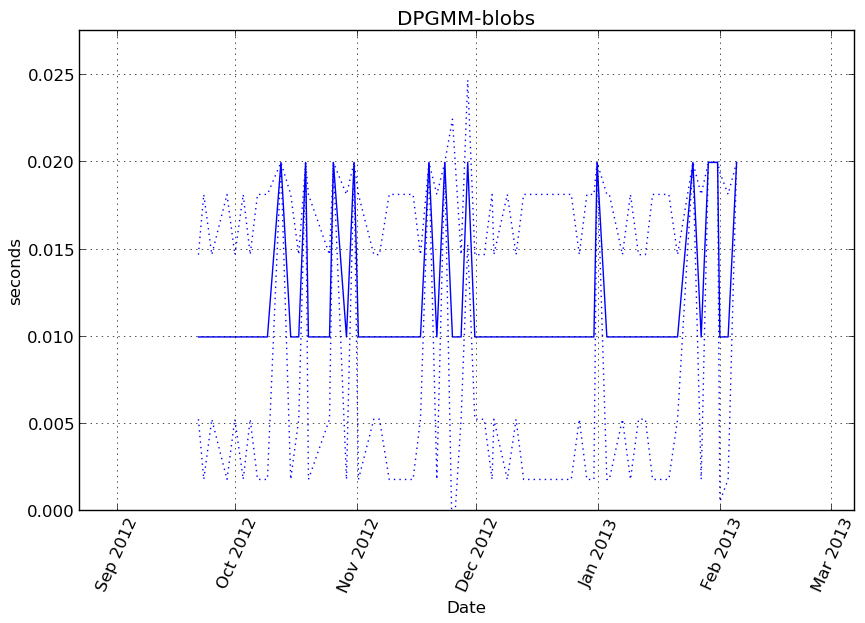 DPGMM-blobs
0.025
0.020
0.015
0.010
0.005
0.000
seconds
Sep 2012
Oct 2012
Nov 2012
Dec 2012
Jan 2013
Feb 2013
Mar 2013
Date